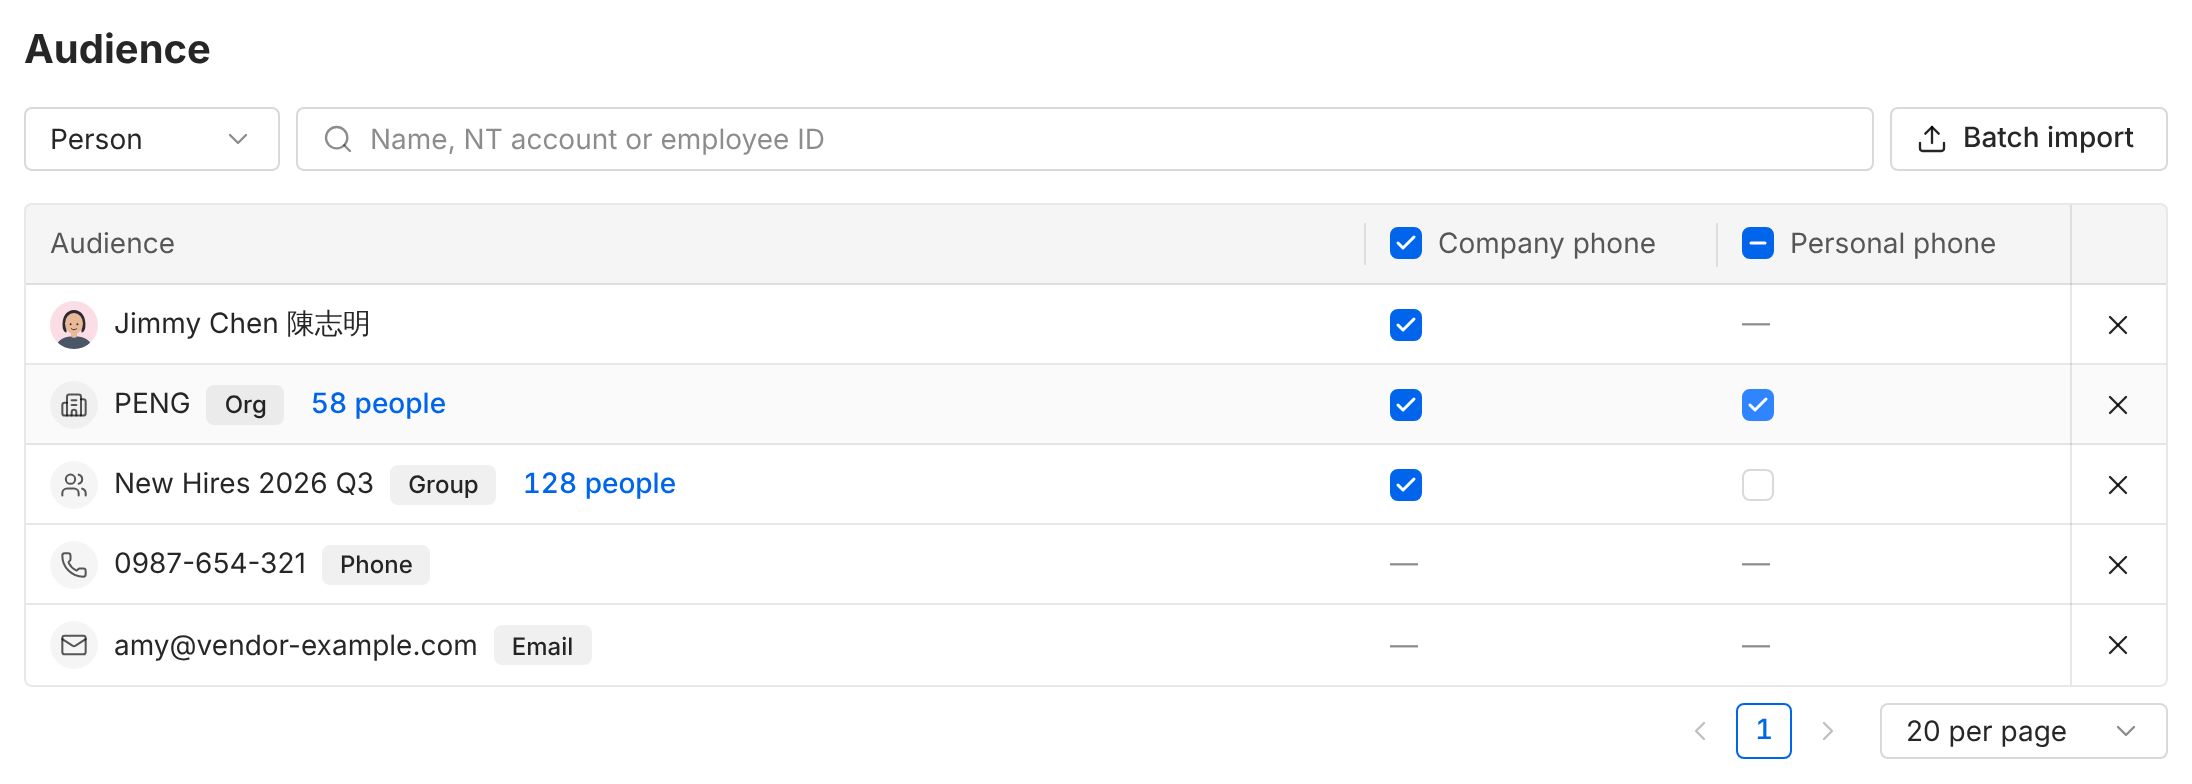 Audience
Person
Name, NT account or employee ID
Batch import
Audience
Company phone
Personal phone
Jimmy Chen 陳志明
—
PENG Org 58 people
New Hires 2026 Q3 Group 128 people
0987-654-321 Phone
— —
amy@vendor-example.com Email
— —
1
20 per page